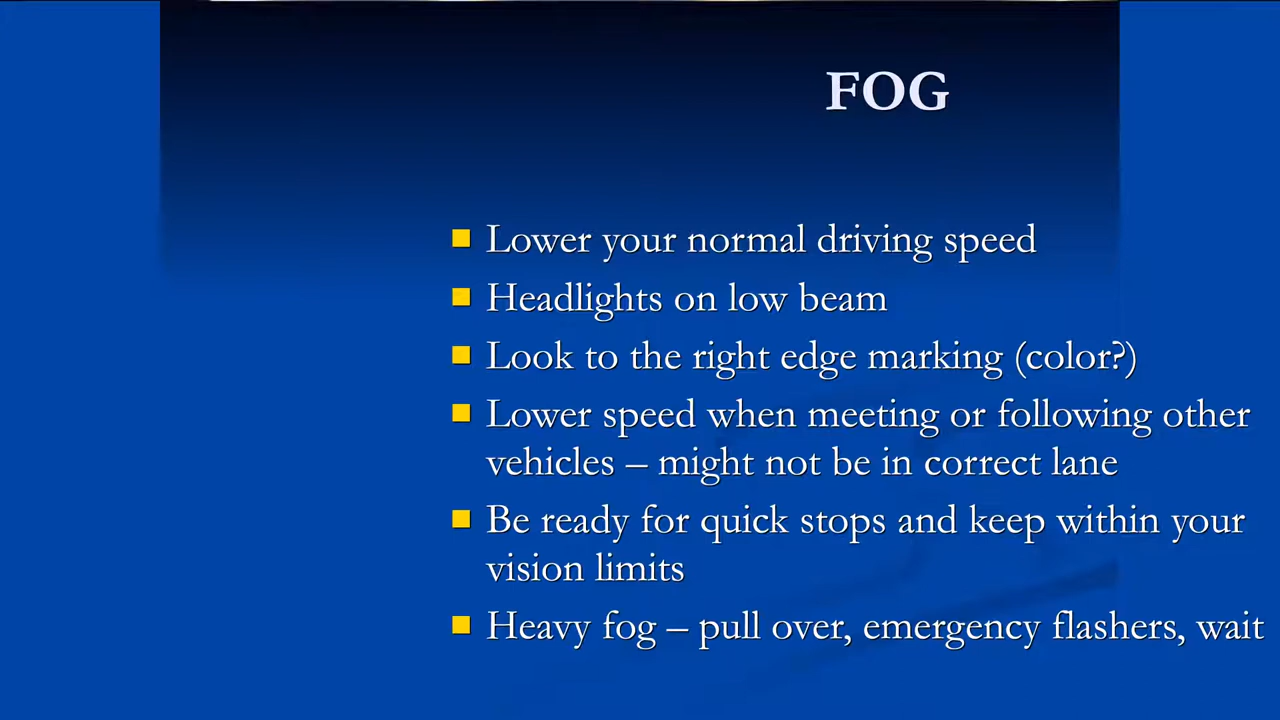 FOG
Lower your normal driving speed
Headlights on low beam
Look to the right edge marking (color?)
Lower speed when meeting or following other
vehicles – might not be in correct lane
Be ready for quick stops and keep within your
vision limits
Heavy fog – pull over, emergency flashers, wait